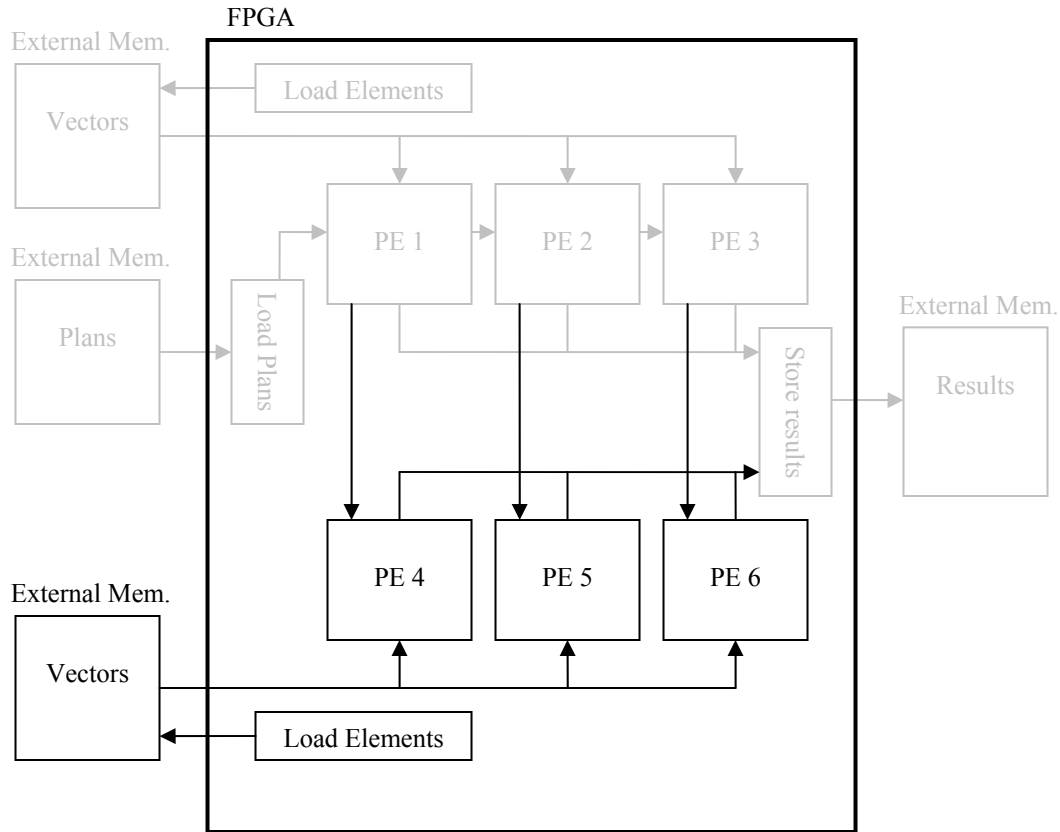 FPGA
External Mem.
Load Elements
Vectors
PE 1
PE 2
PE 3
External Mem.
Load Plans
Plans
External Mem.
Store results
Results
PE 4
PE 5
PE 6
External Mem.
Vectors
Load Elements